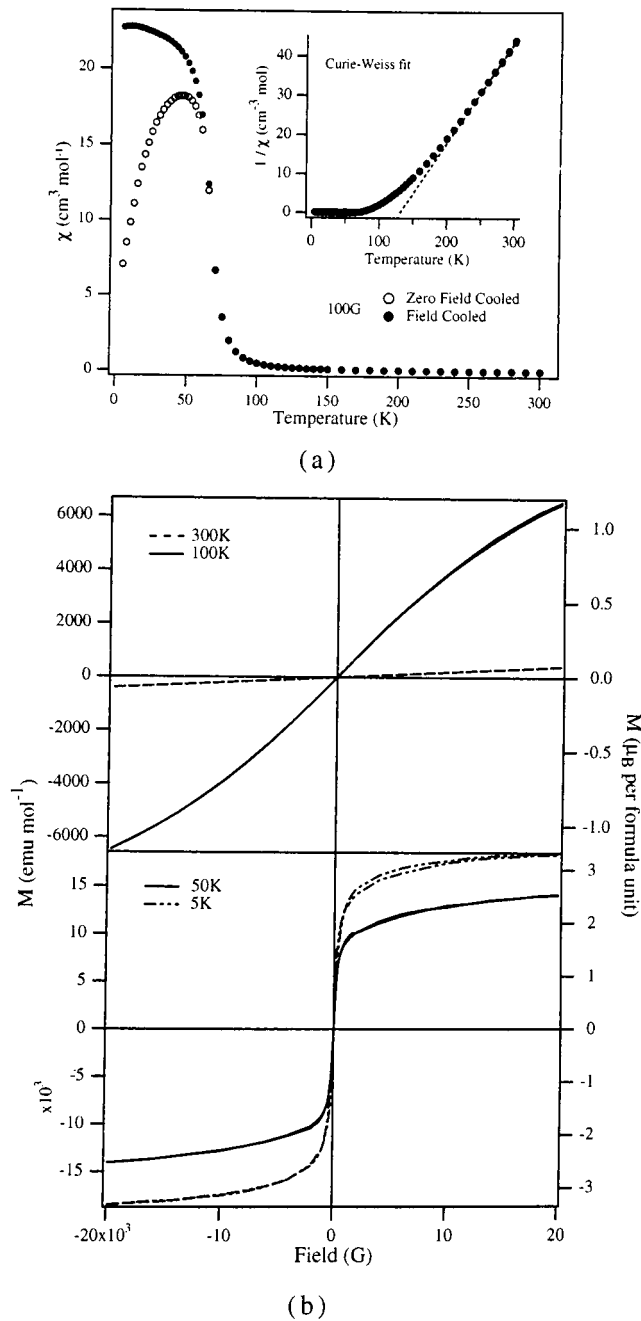 20
15
10
5
0
χ (cm³ mol⁻¹)
0 50 100 150 200 250 300
Temperature (K)
40
30
20
10
0
1 / χ (cm⁻³ mol)
Curie-Weiss fit
0 100 200 300
Temperature (K)
100G
Zero Field Cooled
Field Cooled
(a)
6000
4000
2000
0
-2000
-4000
-6000
300K
100K
1.0
0.5
0.0
-0.5
-1.0
M (emu mol⁻¹)
M (μB per formula unit)
15
10
5
0
-5
-10
-15
x10³
50K
5K
3
2
1
0
-1
-2
-3
-20x10³ -10 0 10 20
Field (G)
(b)